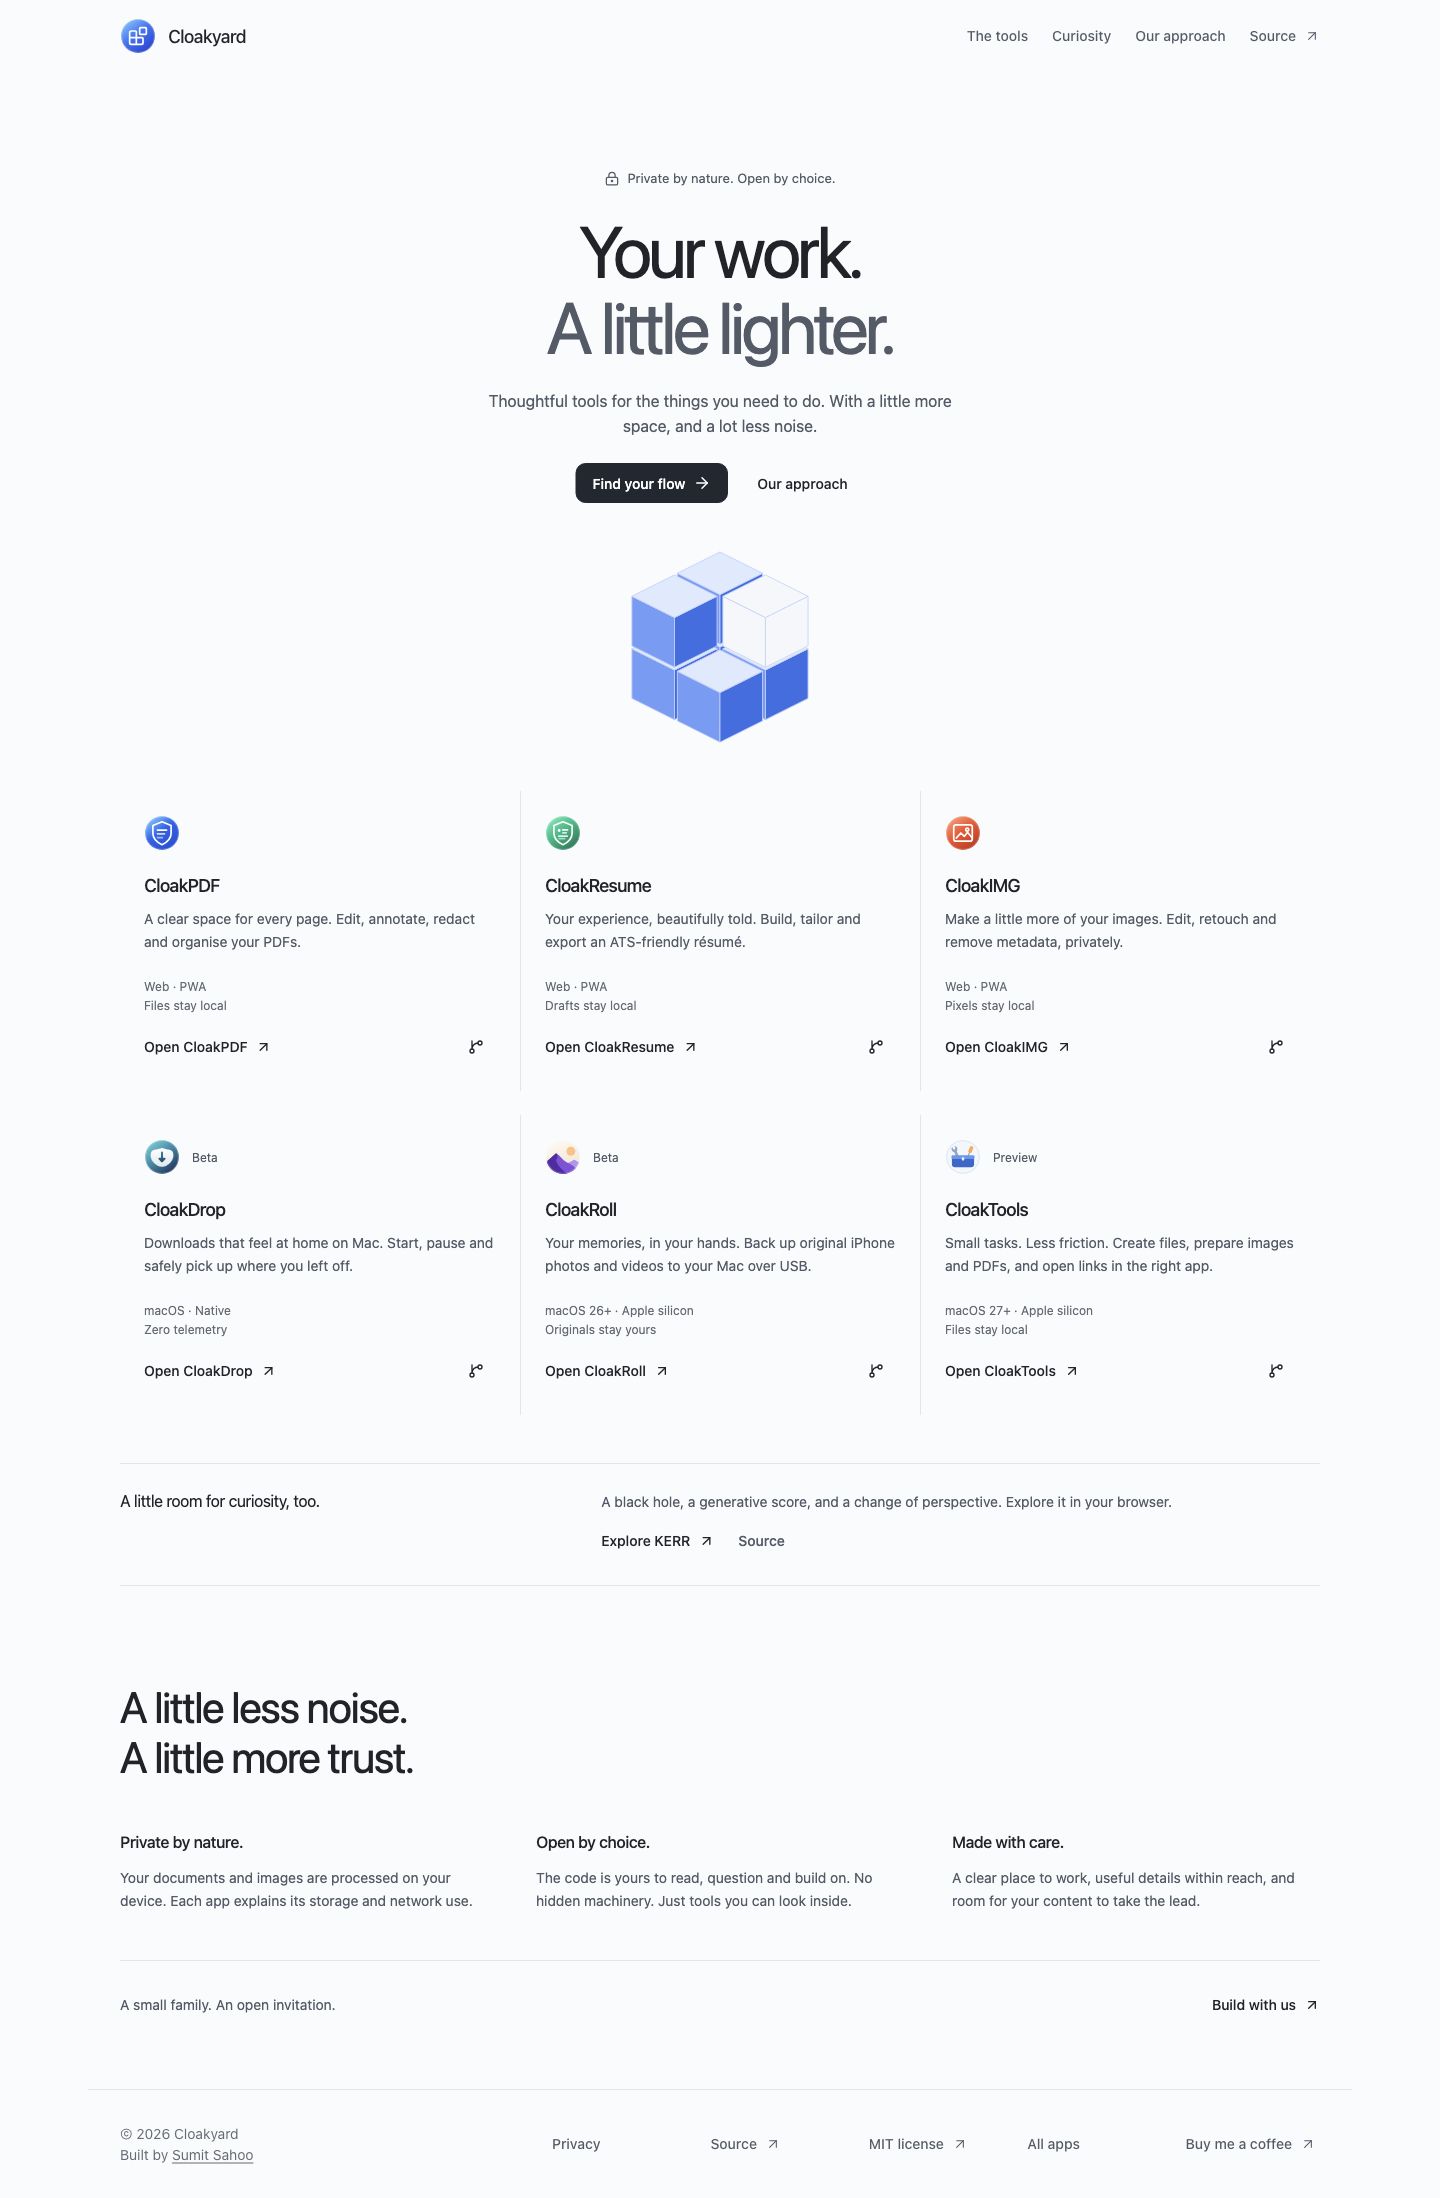 Cloakyard
The tools
Curiosity
Our approach
Source
Private by nature. Open by choice.
Your work.
A little lighter.
Thoughtful tools for the things you need to do. With a little more
space, and a lot less noise.
Find your flow
Our approach
CloakPDF
A clear space for every page. Edit, annotate, redact
and organise your PDFs.
Web · PWA
Files stay local
Open CloakPDF
CloakResume
Your experience, beautifully told. Build, tailor and
export an ATS-friendly résumé.
Web · PWA
Drafts stay local
Open CloakResume
CloakIMG
Make a little more of your images. Edit, retouch and
remove metadata, privately.
Web · PWA
Pixels stay local
Open CloakIMG
Beta
CloakDrop
Downloads that feel at home on Mac. Start, pause and
safely pick up where you left off.
macOS · Native
Zero telemetry
Open CloakDrop
Beta
CloakRoll
Your memories, in your hands. Back up original iPhone
photos and videos to your Mac over USB.
macOS 26+ · Apple silicon
Originals stay yours
Open CloakRoll
Preview
CloakTools
Small tasks. Less friction. Create files, prepare images
and PDFs, and open links in the right app.
macOS 27+ · Apple silicon
Files stay local
Open CloakTools
A little room for curiosity, too.
A black hole, a generative score, and a change of perspective. Explore it in your browser.
Explore KERR
Source
A little less noise.
A little more trust.
Private by nature.
Your documents and images are processed on your
device. Each app explains its storage and network use.
Open by choice.
The code is yours to read, question and build on. No
hidden machinery. Just tools you can look inside.
Made with care.
A clear place to work, useful details within reach, and
room for your content to take the lead.
A small family. An open invitation.
Build with us
© 2026 Cloakyard
Built by Sumit Sahoo
Privacy
Source
MIT license
All apps
Buy me a coffee